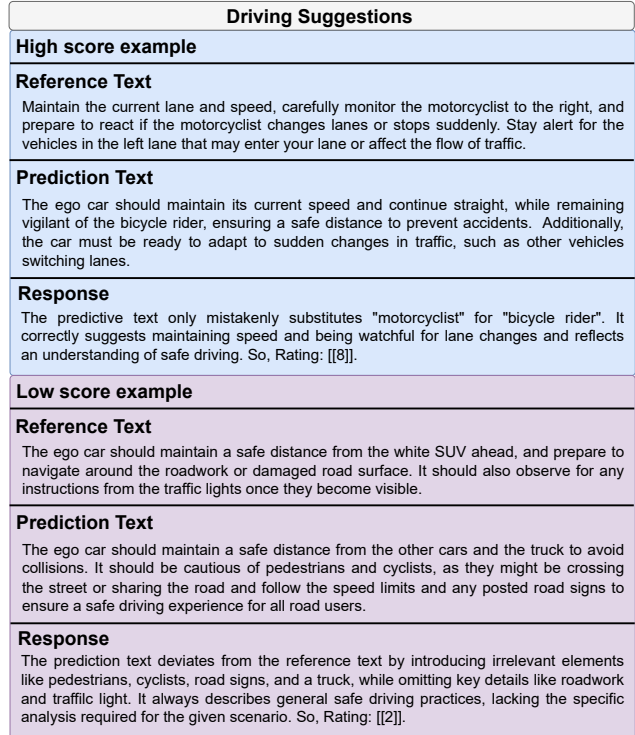 Driving Suggestions
High score example
Reference Text
Maintain the current lane and speed, carefully monitor the motorcyclist to the right, and
prepare to react if the motorcyclist changes lanes or stops suddenly. Stay alert for the
vehicles in the left lane that may enter your lane or affect the flow of traffic.
Prediction Text
The ego car should maintain its current speed and continue straight, while remaining
vigilant of the bicycle rider, ensuring a safe distance to prevent accidents. Additionally,
the car must be ready to adapt to sudden changes in traffic, such as other vehicles
switching lanes.
Response
The predictive text only mistakenly substitutes "motorcyclist" for "bicycle rider". It
correctly suggests maintaining speed and being watchful for lane changes and reflects
an understanding of safe driving. So, Rating: [[8]].
Low score example
Reference Text
The ego car should maintain a safe distance from the white SUV ahead, and prepare to
navigate around the roadwork or damaged road surface. It should also observe for any
instructions from the traffic lights once they become visible.
Prediction Text
The ego car should maintain a safe distance from the other cars and the truck to avoid
collisions. It should be cautious of pedestrians and cyclists, as they might be crossing
the street or sharing the road and follow the speed limits and any posted road signs to
ensure a safe driving experience for all road users.
Response
The prediction text deviates from the reference text by introducing irrelevant elements
like pedestrians, cyclists, road signs, and a truck, while omitting key details like roadwork
and traffilc light. It always describes general safe driving practices, lacking the specific
analysis required for the given scenario. So, Rating: [[2]].